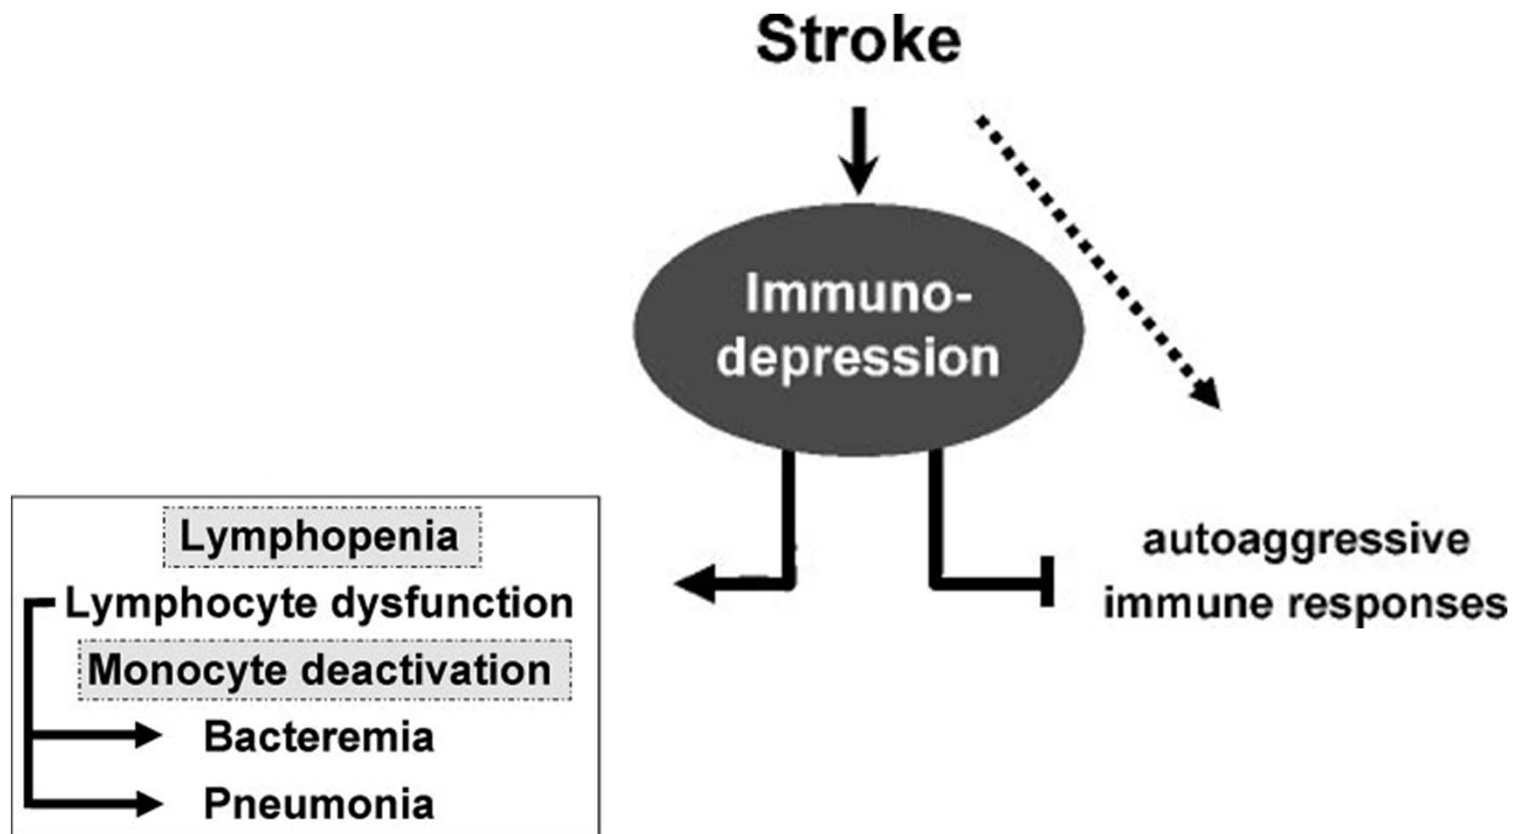 Stroke
Immuno-
depression
Lymphopenia
Lymphocyte dysfunction
Monocyte deactivation
Bacteremia
Pneumonia
autoaggressive
immune responses